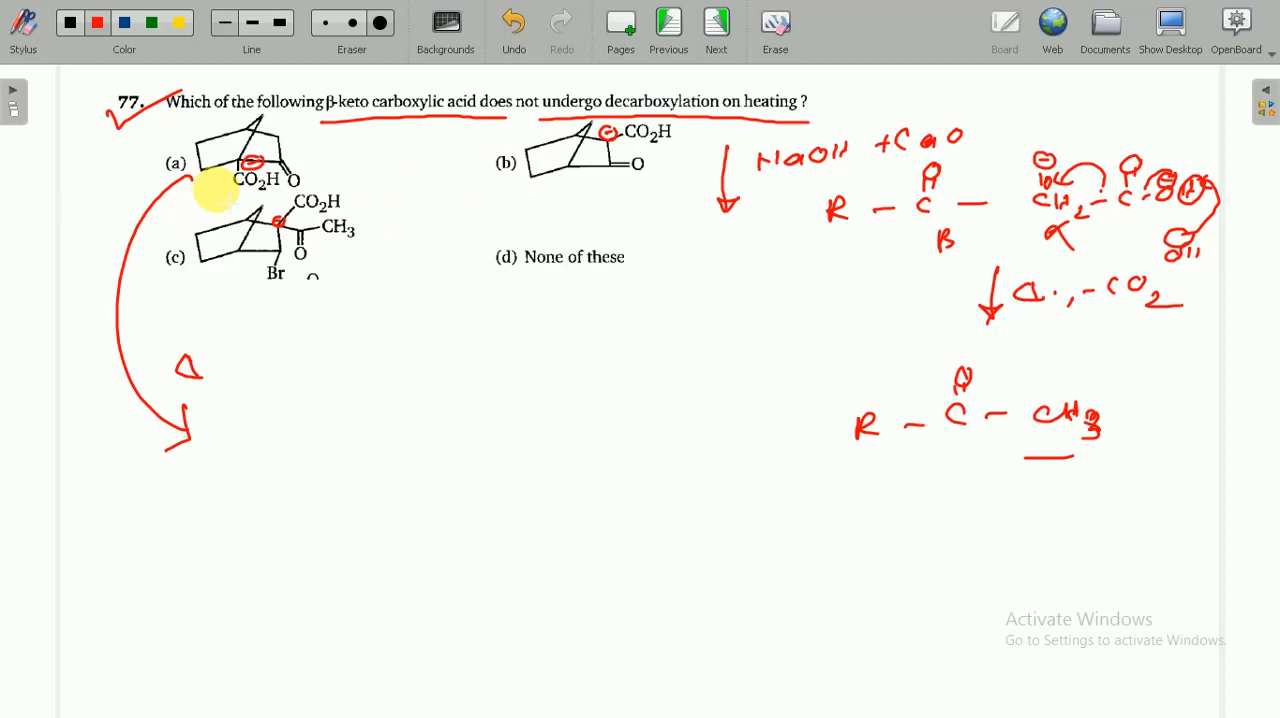 Stylus Color Line Eraser Backgrounds Undo Redo Pages Previous Next Erase Board Web Documents Show Desktop OpenBoard
77. Which of the following β-keto carboxylic acid does not undergo decarboxylation on heating ?
(a)
CO₂H O
(b)
CO₂H
O
(c)
CO₂H
CH₃
O
Br
(d) None of these
NaOH + CaO
O
R - C - CH₂ - C
α
β
OH
Δ, -CO₂
Δ
O
R - C - CH₃
Activate Windows
Go to Settings to activate Windows.